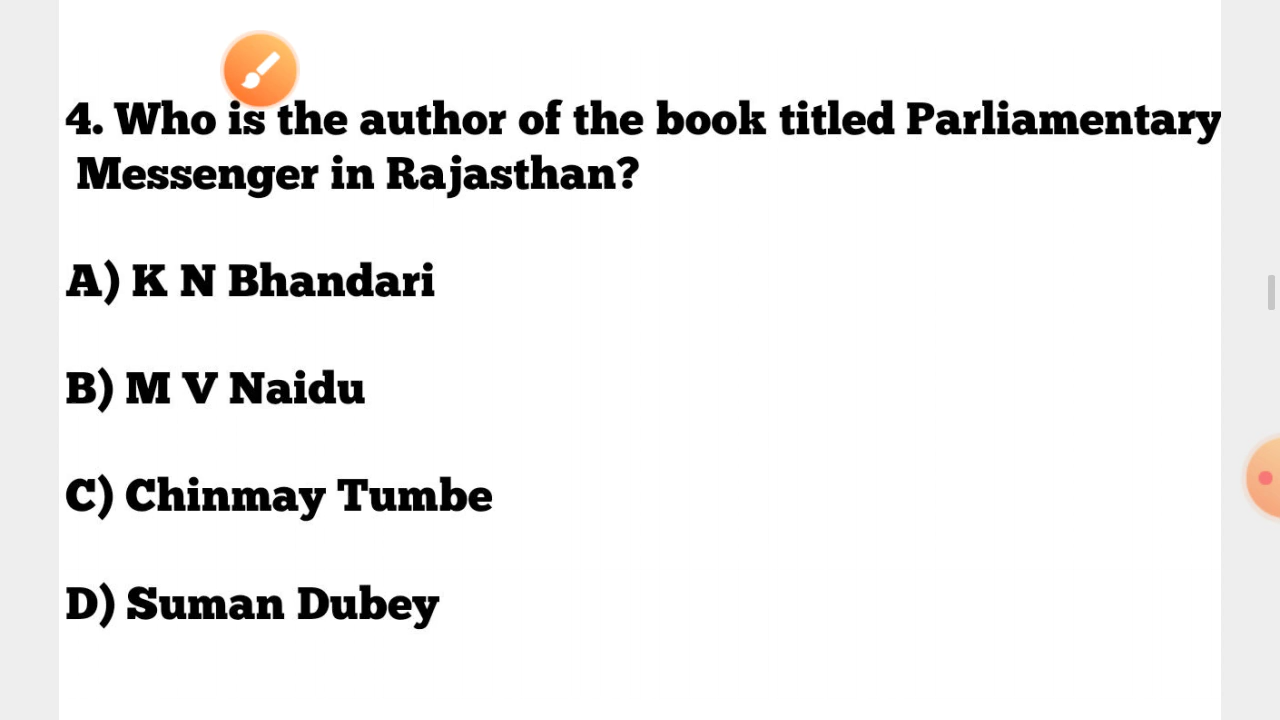 4. Who is the author of the book titled Parliamentary
Messenger in Rajasthan?
A) K N Bhandari
B) M V Naidu
C) Chinmay Tumbe
D) Suman Dubey